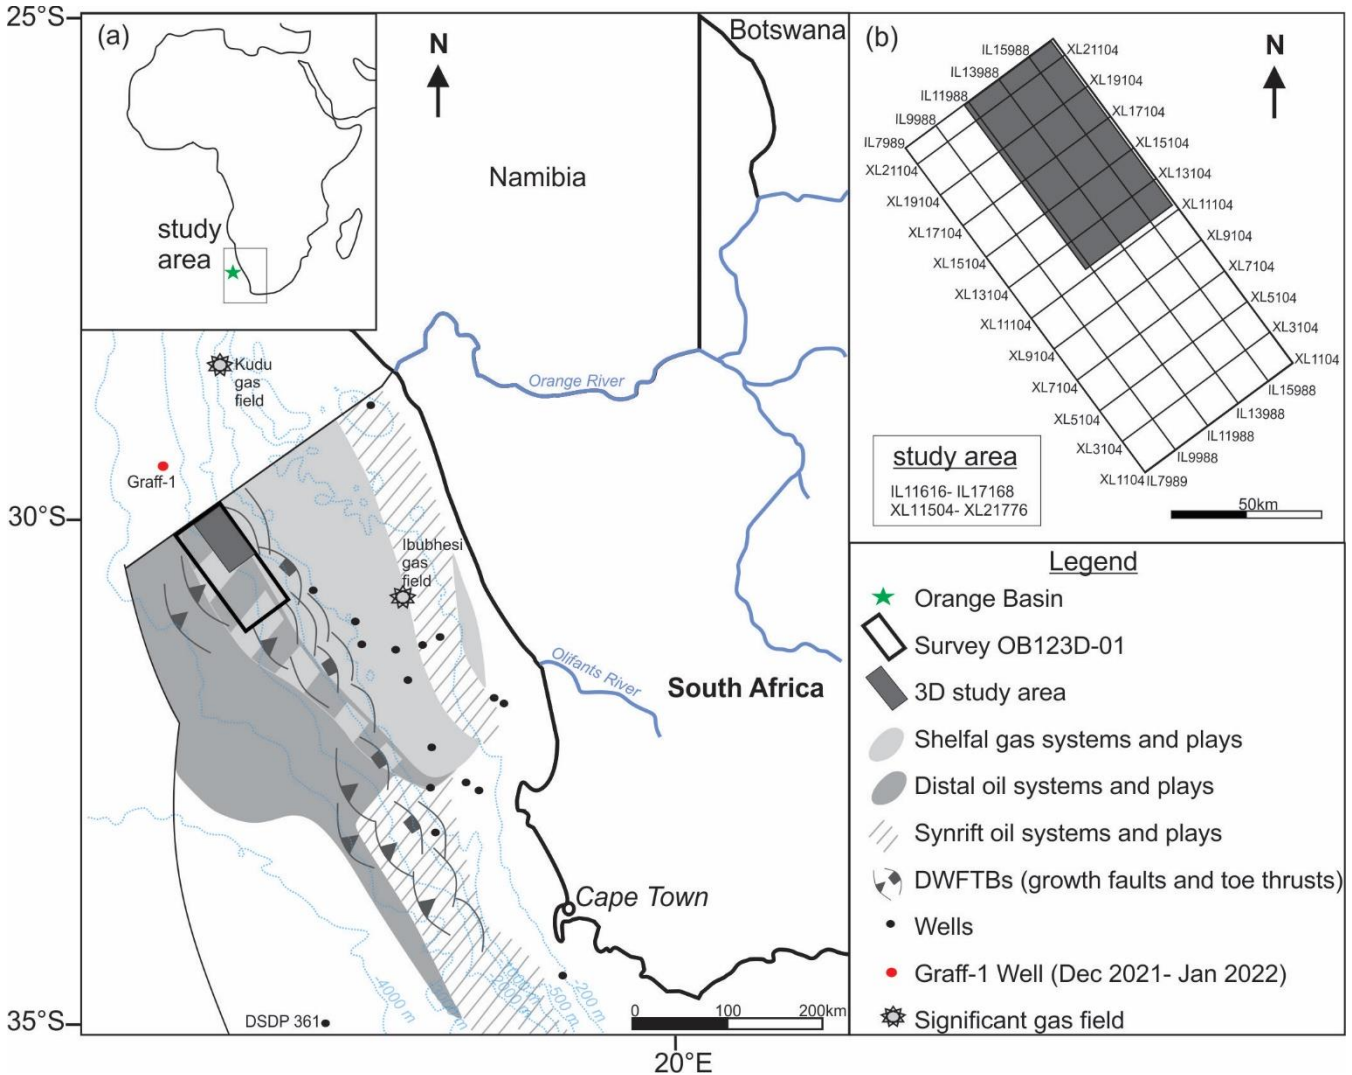 25°S
(a)
N
Botswana
Namibia
study
area
Kudu
gas
field
Orange River
Graff-1
30°S
Ibubhesi
gas
field
Olifants River
South Africa
Cape Town
-4000 m
-1000 m
-2000 m
-500 m
-200 m
DSDP 361
0 100 200km
35°S
20°E
(b)
N
IL15988
IL13988
IL11988
IL9988
IL7989
XL21104
XL19104
XL17104
XL15104
XL13104
XL11104
XL9104
XL7104
XL5104
XL3104
XL1104
XL21104
XL19104
XL17104
XL15104
XL13104
XL11104
XL9104
XL7104
XL5104
XL3104
XL1104
IL15988
IL13988
IL11988
IL9988
IL7989
study area
IL11616- IL17168
XL11504- XL21776
50km
Legend
Orange Basin
Survey OB123D-01
3D study area
Shelfal gas systems and plays
Distal oil systems and plays
Synrift oil systems and plays
DWFTBs (growth faults and toe thrusts)
Wells
Graff-1 Well (Dec 2021- Jan 2022)
Significant gas field